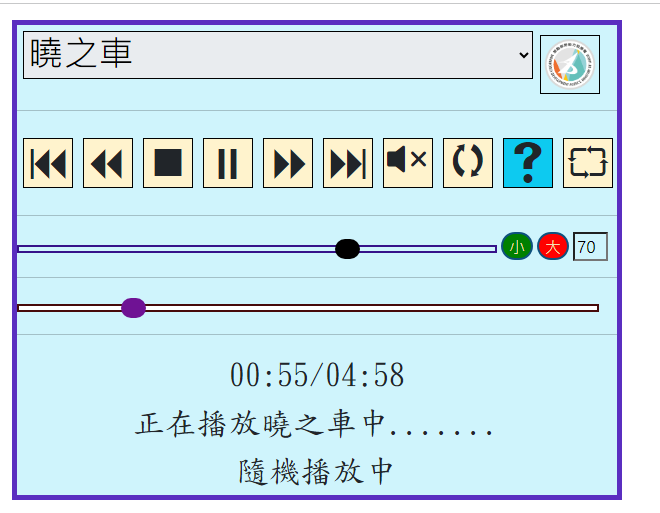 曉之車
小 大 70
00:55/04:58
正在播放曉之車中.......
隨機播放中